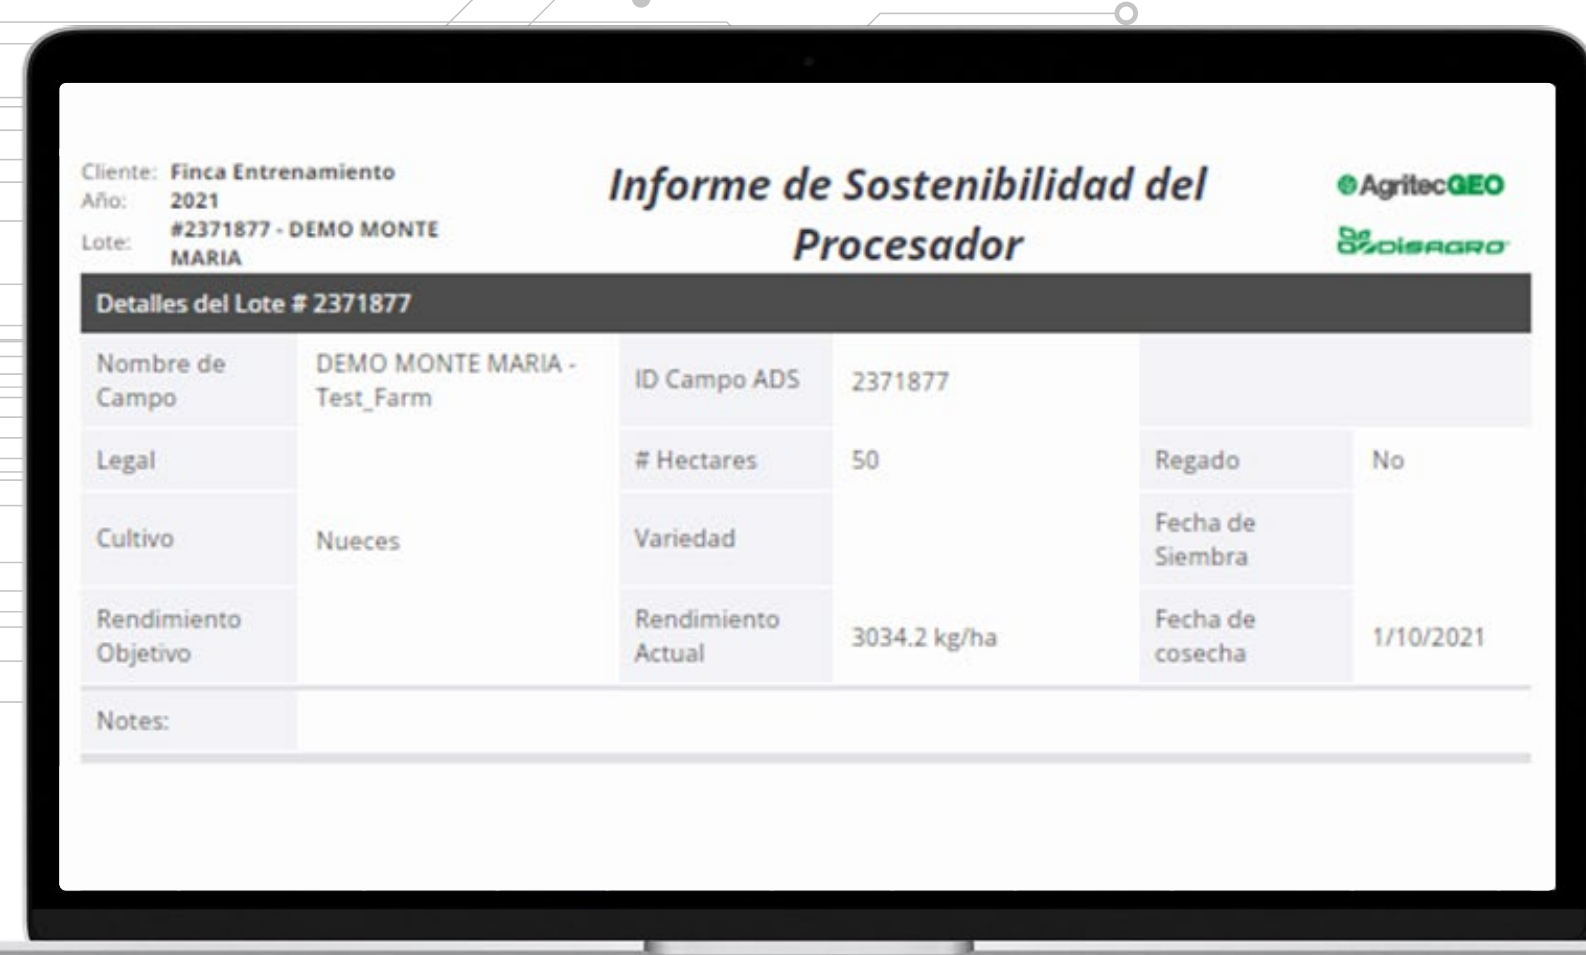 Cliente: Finca Entrenamiento
Año: 2021
Lote: #2371877 - DEMO MONTE
MARIA
Informe de Sostenibilidad del
Procesador
AgritecGEO
DISAGRO
Detalles del Lote # 2371877
Nombre de
Campo
DEMO MONTE MARIA -
Test_Farm
ID Campo ADS
2371877
Legal
# Hectares
50
Regado
No
Cultivo
Nueces
Variedad
Fecha de
Siembra
Rendimiento
Objetivo
Rendimiento
Actual
3034.2 kg/ha
Fecha de
cosecha
1/10/2021
Notes: